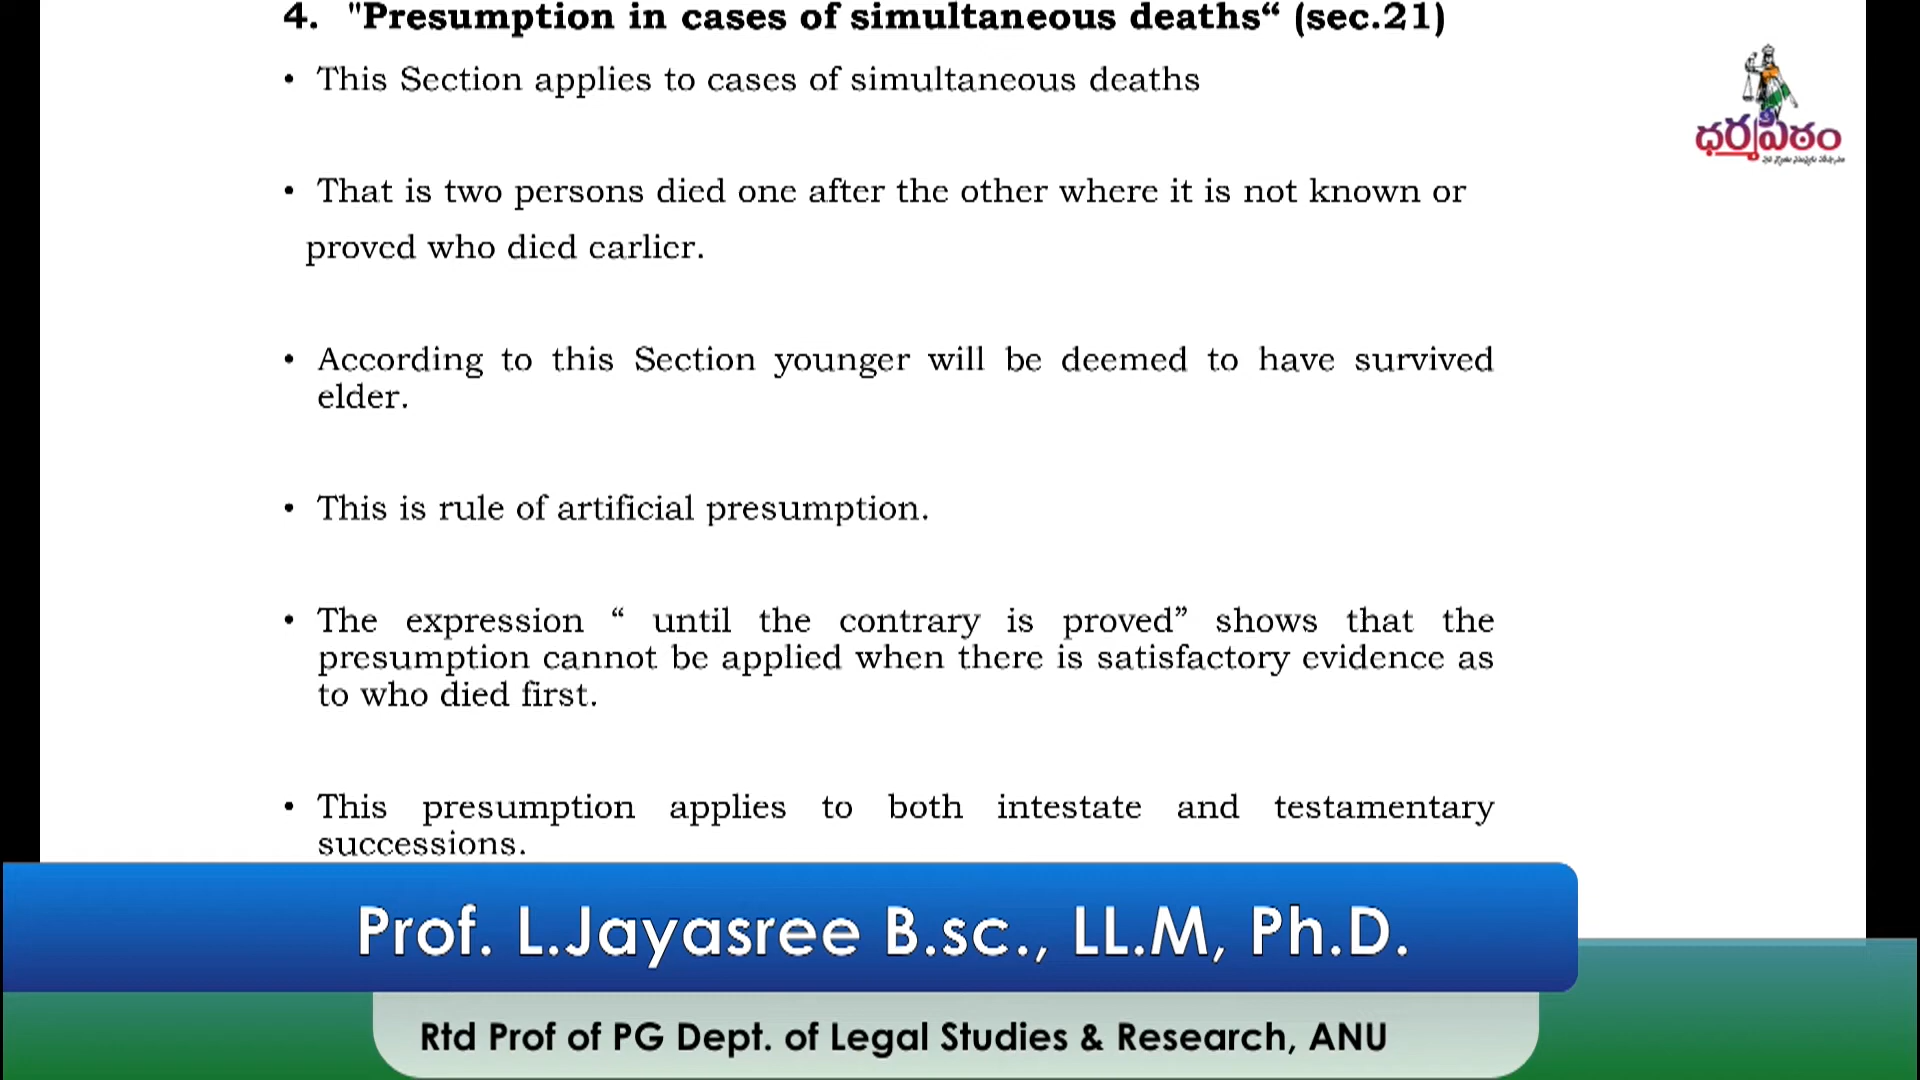 4. "Presumption in cases of simultaneous deaths“ (sec.21)
• This Section applies to cases of simultaneous deaths
ధర్మపీఠం
• That is two persons died one after the other where it is not known or
proved who died earlier.
• According to this Section younger will be deemed to have survived
elder.
• This is rule of artificial presumption.
• The expression “ until the contrary is proved” shows that the
presumption cannot be applied when there is satisfactory evidence as
to who died first.
• This presumption applies to both intestate and testamentary
successions.
Prof. L.Jayasree B.sc., LL.M, Ph.D.
Rtd Prof of PG Dept. of Legal Studies & Research, ANU